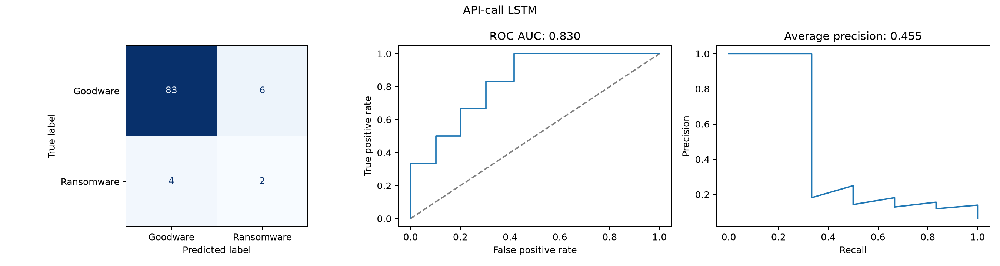 API-call LSTM
True label
Goodware
Ransomware
83
6
4
2
Goodware
Ransomware
Predicted label
ROC AUC: 0.830
True positive rate
1.0
0.8
0.6
0.4
0.2
0.0
0.0 0.2 0.4 0.6 0.8 1.0
False positive rate
Average precision: 0.455
Precision
1.0
0.8
0.6
0.4
0.2
0.0 0.2 0.4 0.6 0.8 1.0
Recall